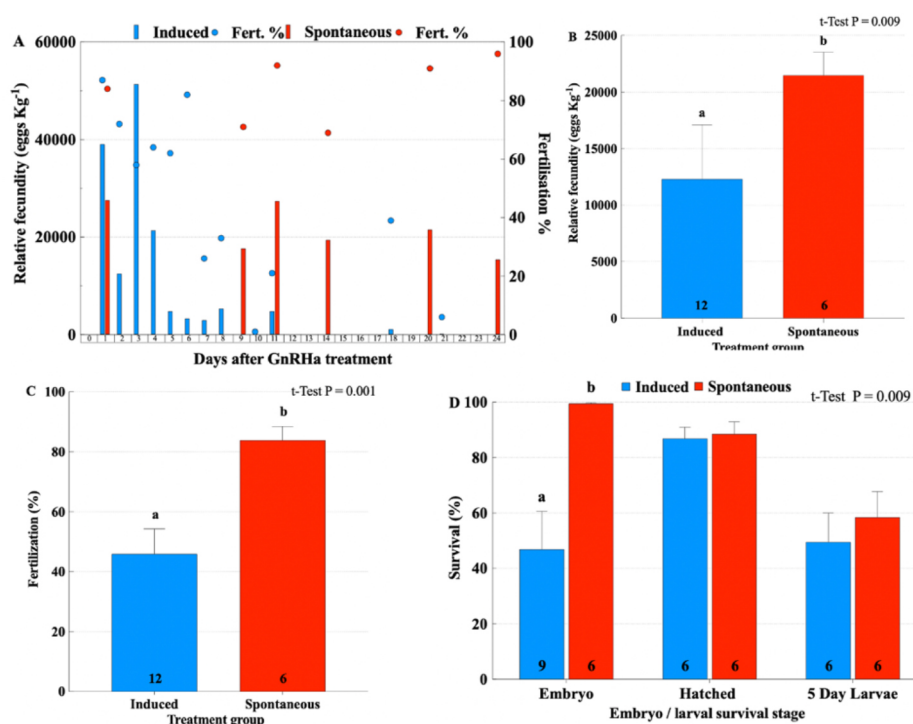 A
Induced Fert. % Spontaneous Fert. %
60000
40000
20000
0
100
80
60
40
20
0
Relative fecundity (eggs Kg-1)
Fertilisation %
0 1 2 3 4 5 6 7 8 9 10 11 12 13 14 15 16 17 18 19 20 21 22 23 24
Days after GnRHa treatment
t-Test P = 0.009
B
25000
20000
15000
10000
5000
0
Relative fecundity (eggs Kg-1)
a
b
12
6
Induced Spontaneous
Treatment group
C
t-Test P = 0.001
100
80
60
40
20
0
Fertilization (%)
a
b
12
6
Induced Spontaneous
Treatment group
D
Induced Spontaneous
t-Test P = 0.009
100
80
60
40
20
0
Survival (%)
a
b
9 6 6 6 6 6
Embryo Hatched 5 Day Larvae
Embryo / larval survival stage